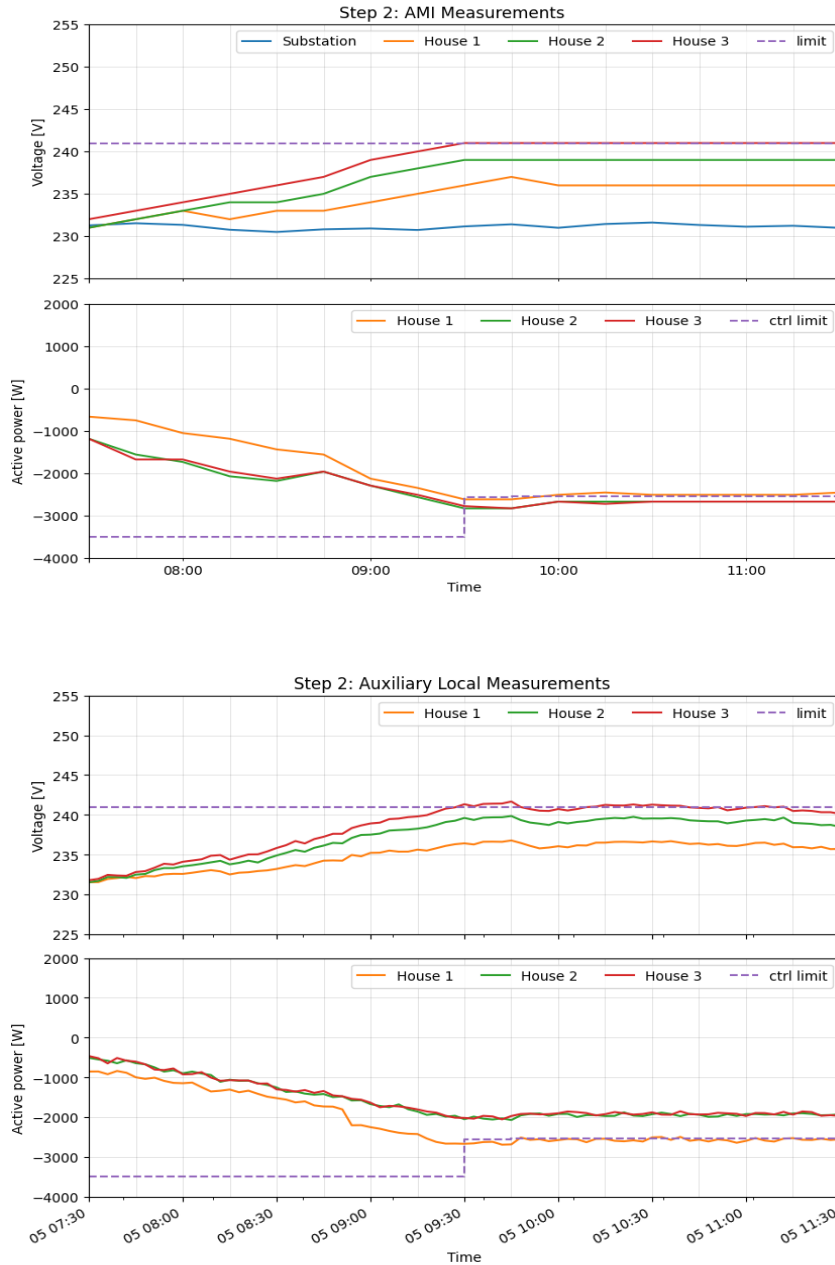 Step 2: AMI Measurements
Substation House 1 House 2 House 3 limit
255
250
245
240
235
230
225
Voltage [V]
House 1 House 2 House 3 ctrl limit
2000
1000
0
−1000
−2000
−3000
−4000
Active power [W]
08:00 09:00 10:00 11:00
Time
Step 2: Auxiliary Local Measurements
House 1 House 2 House 3 limit
255
250
245
240
235
230
225
Voltage [V]
House 1 House 2 House 3 ctrl limit
2000
1000
0
−1000
−2000
−3000
−4000
Active power [W]
05 07:30 05 08:00 05 08:30 05 09:00 05 09:30 05 10:00 05 10:30 05 11:00 05 11:30
Time